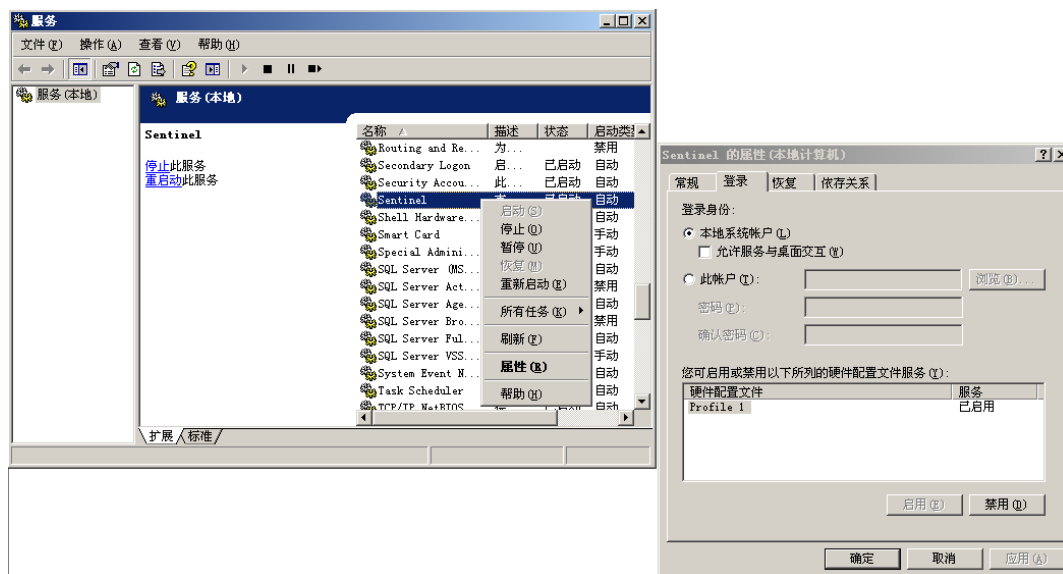 服务
文件(F) 操作(A) 查看(V) 帮助(H)
服务(本地)
服务(本地)
Sentinel
停止此服务
重启动此服务
名称 描述 状态 启动类
Routing and Re... 为... 禁用
Secondary Logon 启... 已启动 自动
Security Accou... 此... 已启动 自动
Sentinel 已启动 自动
Shell Hardware... 自动
Smart Card 手动
Special Admini... 手动
SQL Server (MS... 自动
SQL Server Act... 禁用
SQL Server Age... 自动
SQL Server Bro... 禁用
SQL Server Ful... 自动
SQL Server VSS... 手动
System Event N... 自动
Task Scheduler 自动
TCP/IP NetBIOS 已启动 自动
启动(S)
停止(O)
暂停(U)
恢复(M)
重新启动(E)
所有任务(K)
刷新(F)
属性(R)
帮助(H)
扩展 标准
Sentinel 的属性(本地计算机)
常规 登录 恢复 依存关系
登录身份:
本地系统帐户(L)
允许服务与桌面交互(W)
此帐户(T): 浏览(B)...
密码(P):
确认密码(C):
您可启用或禁用以下所列的硬件配置文件服务(Y):
硬件配置文件 服务
Profile 1 已启用
启用(E) 禁用(D)
确定 取消 应用(A)